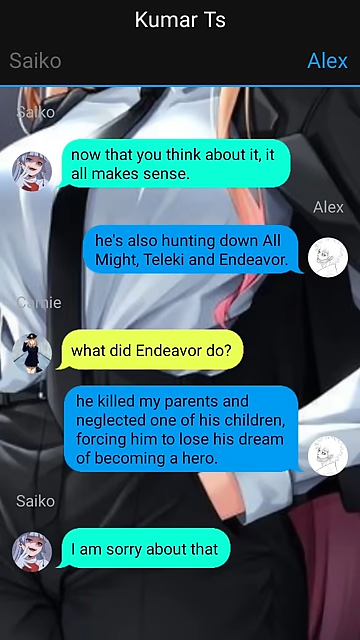 Kumar Ts
Saiko
Alex
Saiko
now that you think about it, it
all makes sense.
Alex
he's also hunting down All
Might, Teleki and Endeavor.
Camie
what did Endeavor do?
he killed my parents and
neglected one of his children,
forcing him to lose his dream
of becoming a hero.
Saiko
I am sorry about that